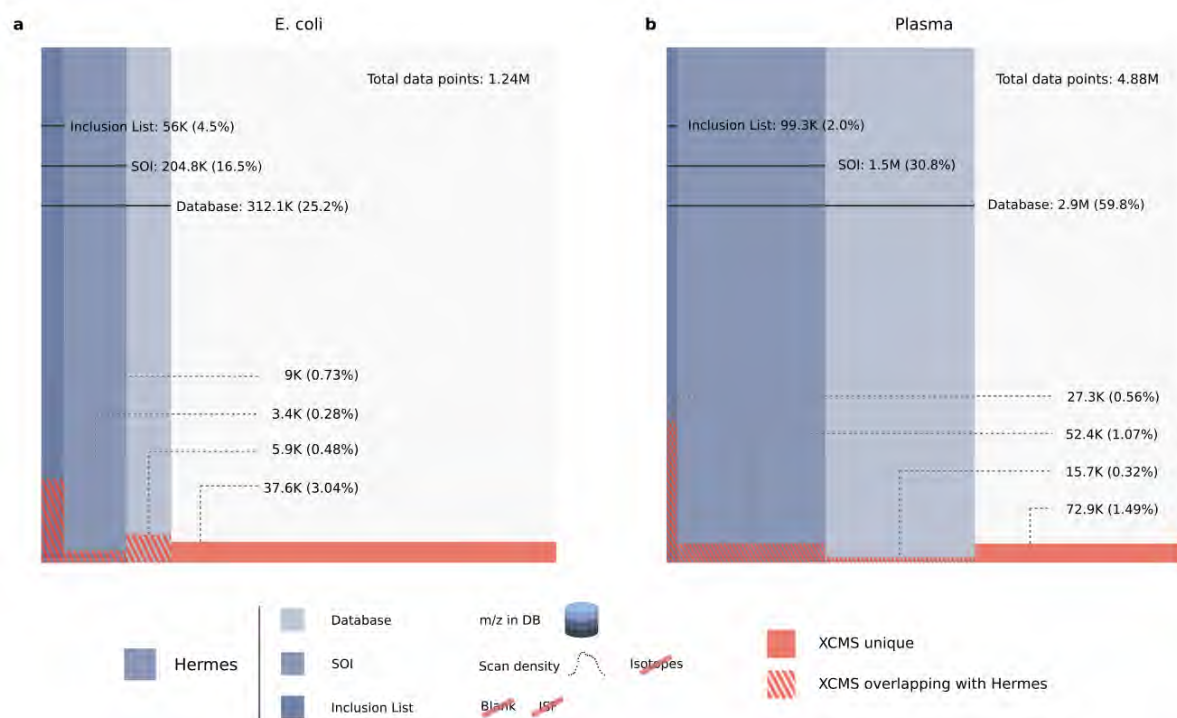 a
E. coli
Total data points: 1.24M
Inclusion List: 56K (4.5%)
SOI: 204.8K (16.5%)
Database: 312.1K (25.2%)
9K (0.73%)
3.4K (0.28%)
5.9K (0.48%)
37.6K (3.04%)
b
Plasma
Total data points: 4.88M
Inclusion List: 99.3K (2.0%)
SOI: 1.5M (30.8%)
Database: 2.9M (59.8%)
27.3K (0.56%)
52.4K (1.07%)
15.7K (0.32%)
72.9K (1.49%)
Hermes
Database
SOI
Inclusion List
m/z in DB
Scan density
Isotopes
Blank ISF
XCMS unique
XCMS overlapping with Hermes